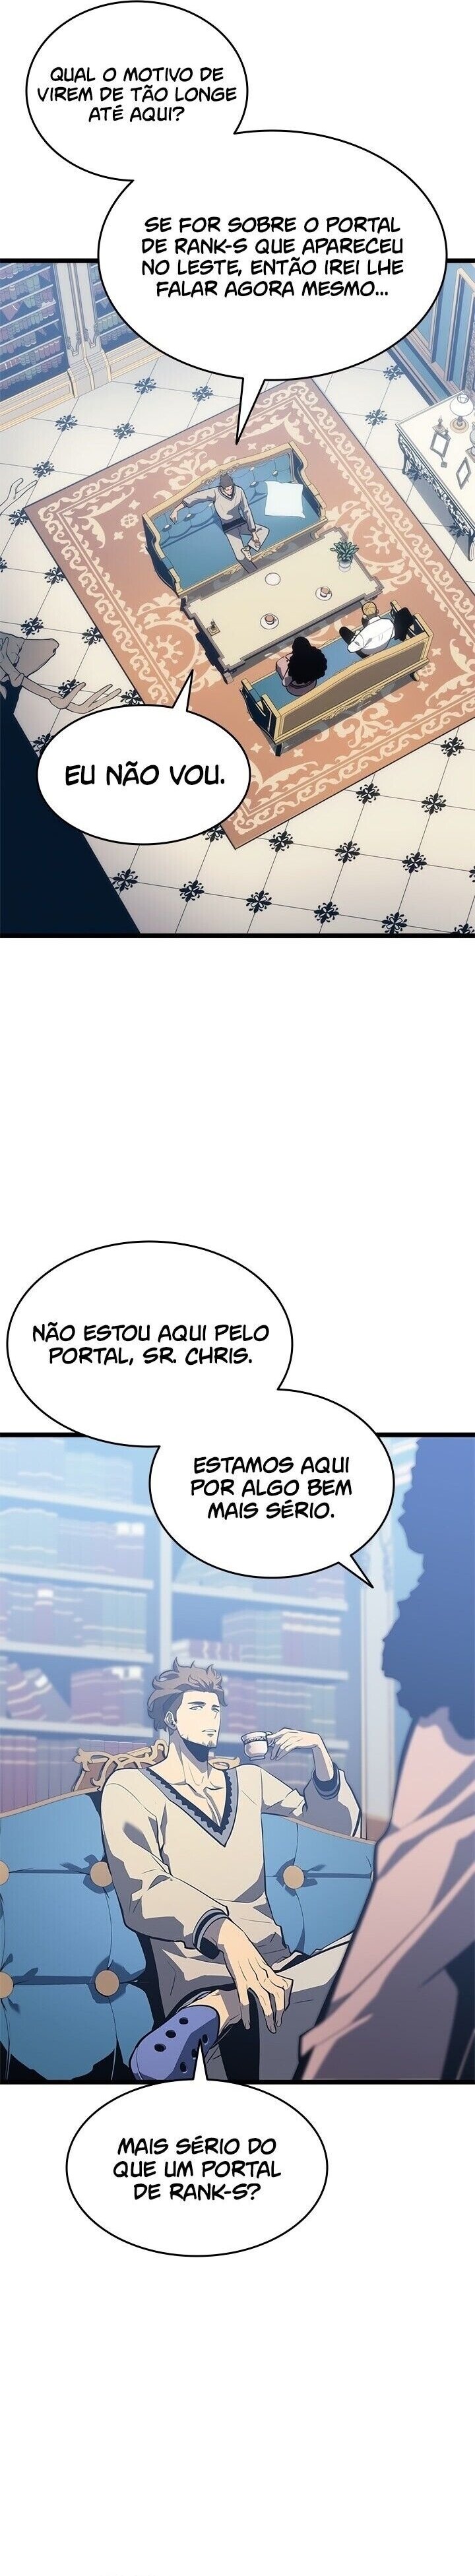 QUAL O MOTIVO DE
VIREM DE TÃO LONGE
ATÉ AQUI?
SE FOR SOBRE O PORTAL
DE RANK-S QUE APARECEU
NO LESTE, ENTÃO IREI LHE
FALAR AGORA MESMO...
EU NÃO VOU.
NÃO ESTOU AQUI PELO
PORTAL, SR. CHRIS.
ESTAMOS AQUI
POR ALGO BEM
MAIS SÉRIO.
MAIS SÉRIO DO
QUE UM PORTAL
DE RANK-S?